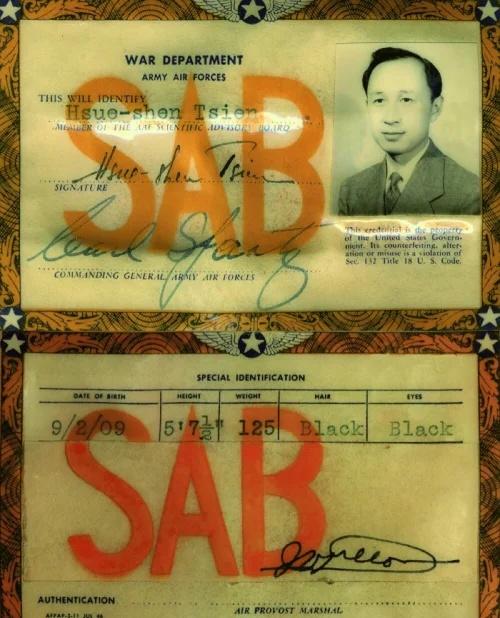 WAR DEPARTMENT
ARMY AIR FORCES
THIS WILL IDENTIFY
Hsue-shen Tsien
MEMBER OF THE AAF SCIENTIFIC ADVISORY BOARD
SAB
Hsue-shen Tsien
SIGNATURE
COMMANDING GENERAL, ARMY AIR FORCES
This credential is the property
of the United States Govern-
ment. Its counterfeiting, alter-
ation or misuse is a violation of
Sec. 132 Title 18 U. S. Code.
SPECIAL IDENTIFICATION
DATE OF BIRTH HEIGHT WEIGHT HAIR EYES
9/2/09 5'7½" 125 Black Black
SAB
AUTHENTICATION
AIR PROVOST MARSHAL